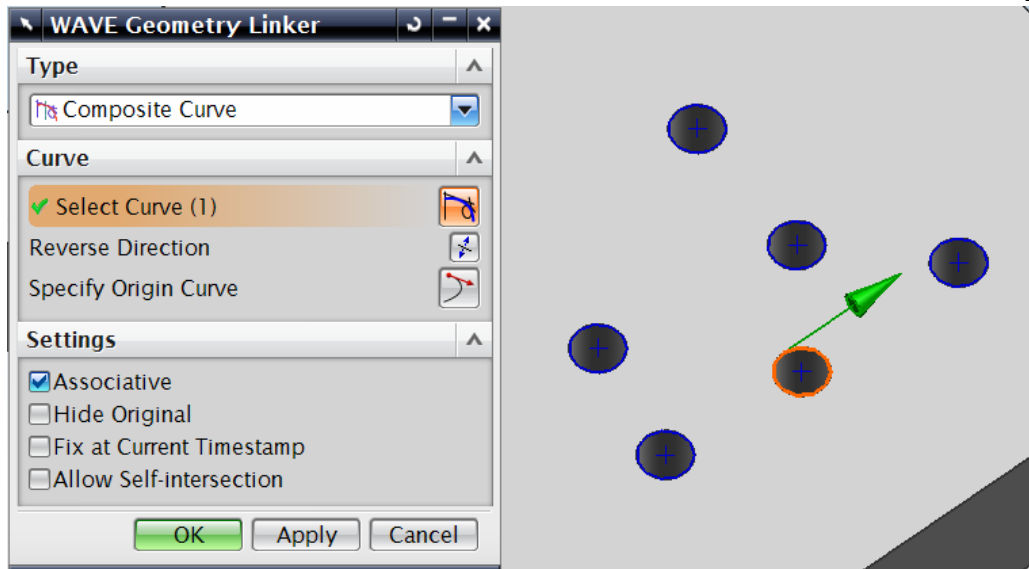 WAVE Geometry Linker
Type
Composite Curve
Curve
Select Curve (1)
Reverse Direction
Specify Origin Curve
Settings
Associative
Hide Original
Fix at Current Timestamp
Allow Self-intersection
OK Apply Cancel